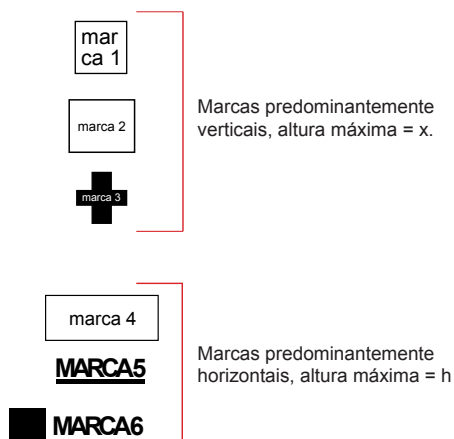 mar
ca 1
marca 2
marca 3
Marcas predominantemente
verticais, altura máxima = x.
marca 4
MARCA5
MARCA6
Marcas predominantemente
horizontais, altura máxima = h